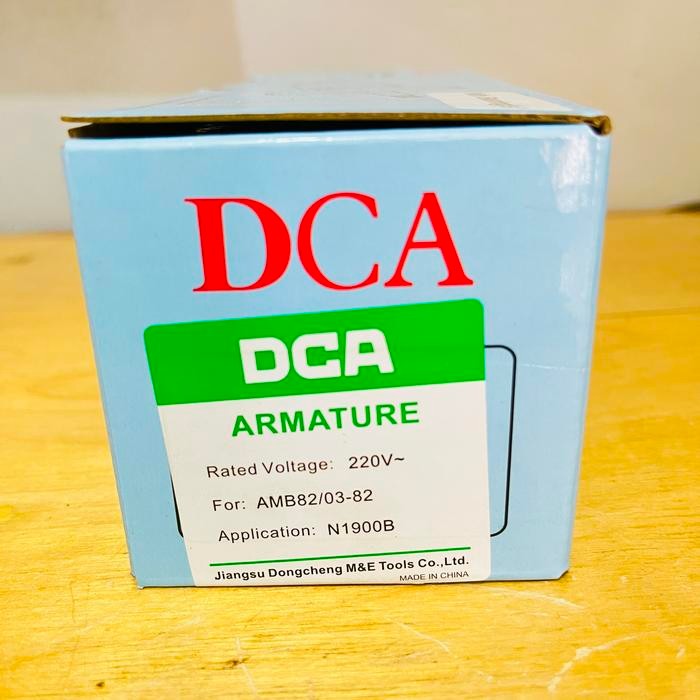 DCA
DCA
ARMATURE
Rated Voltage: 220V~
For: AMB82/03-82
Application: N1900B
Jiangsu Dongcheng M&E Tools Co.,Ltd.
MADE IN CHINA